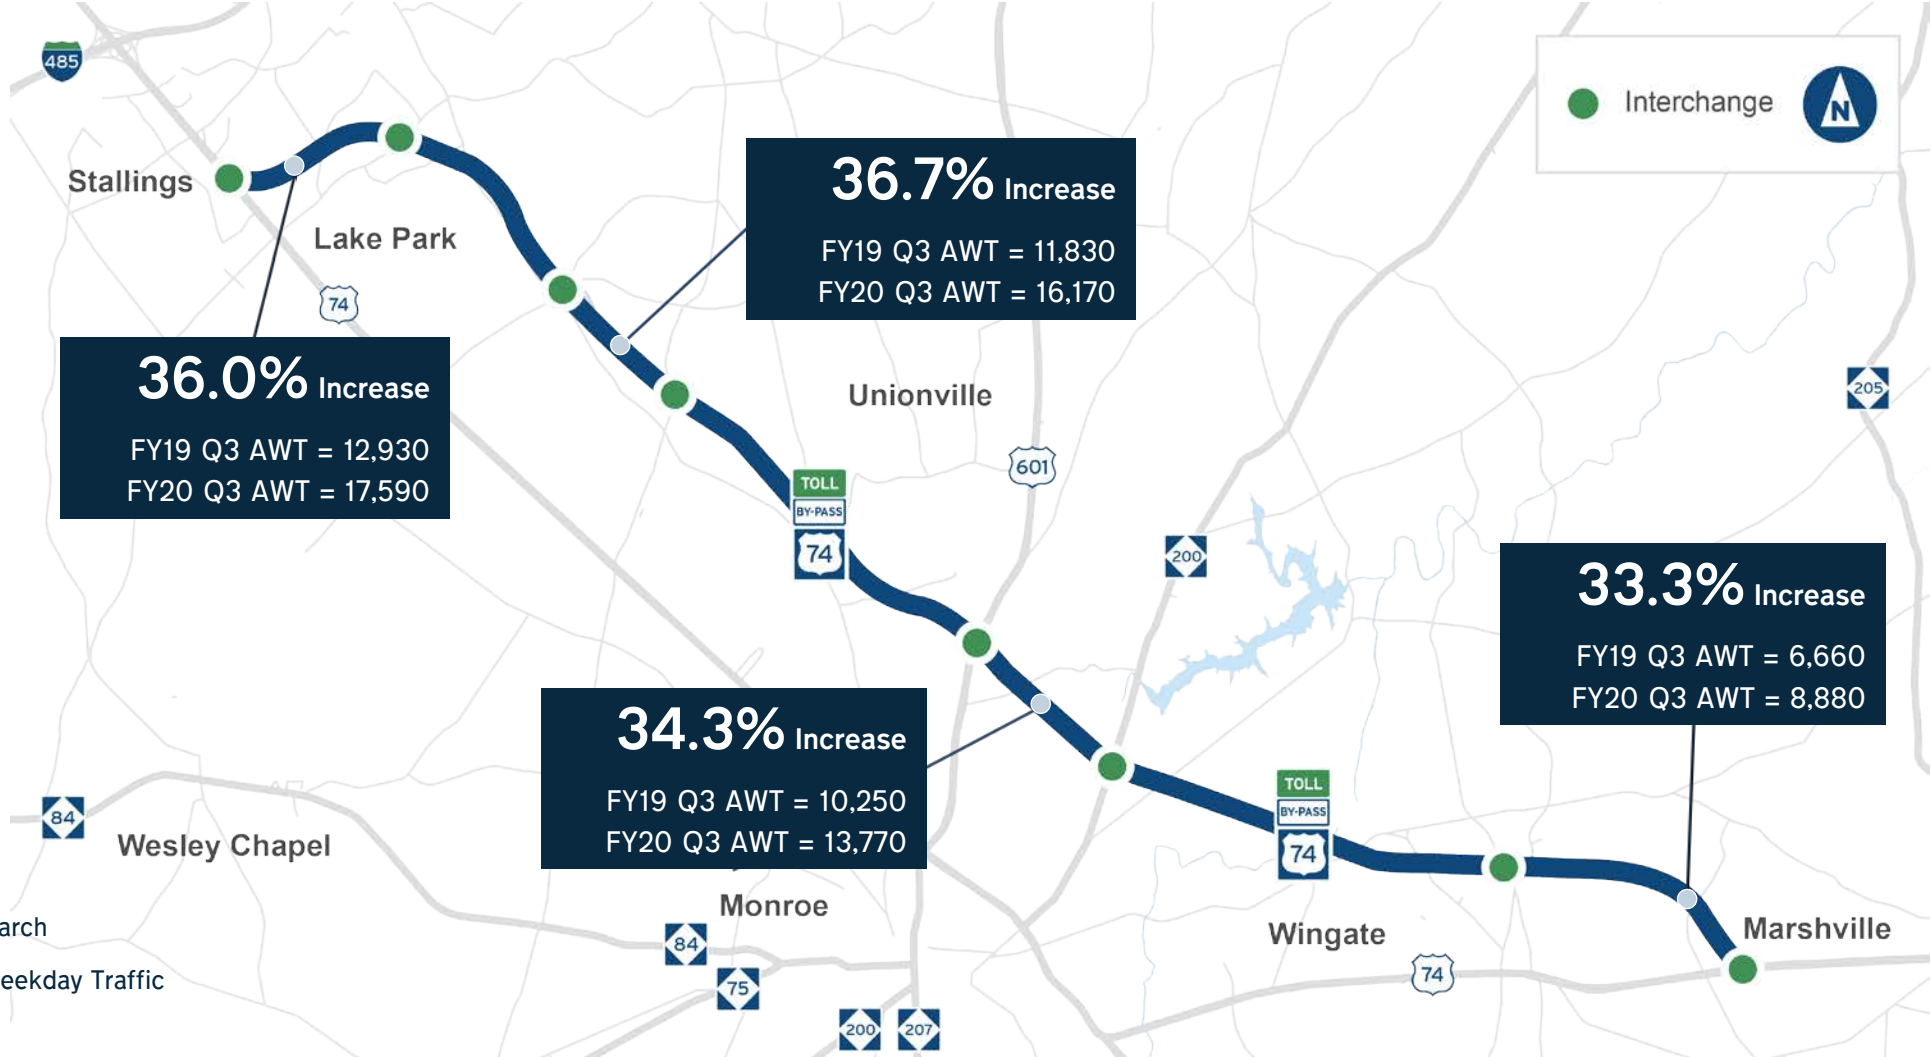 485
Interchange
N
Stallings
Lake Park
74
36.7% Increase
FY19 Q3 AWT = 11,830
FY20 Q3 AWT = 16,170
36.0% Increase
FY19 Q3 AWT = 12,930
FY20 Q3 AWT = 17,590
Unionville
205
601
TOLL
BY-PASS
74
200
33.3% Increase
FY19 Q3 AWT = 6,660
FY20 Q3 AWT = 8,880
34.3% Increase
FY19 Q3 AWT = 10,250
FY20 Q3 AWT = 13,770
TOLL
BY-PASS
74
84
Wesley Chapel
Monroe
Wingate
Marshville
arch
84
74
eekday Traffic
75
200
207